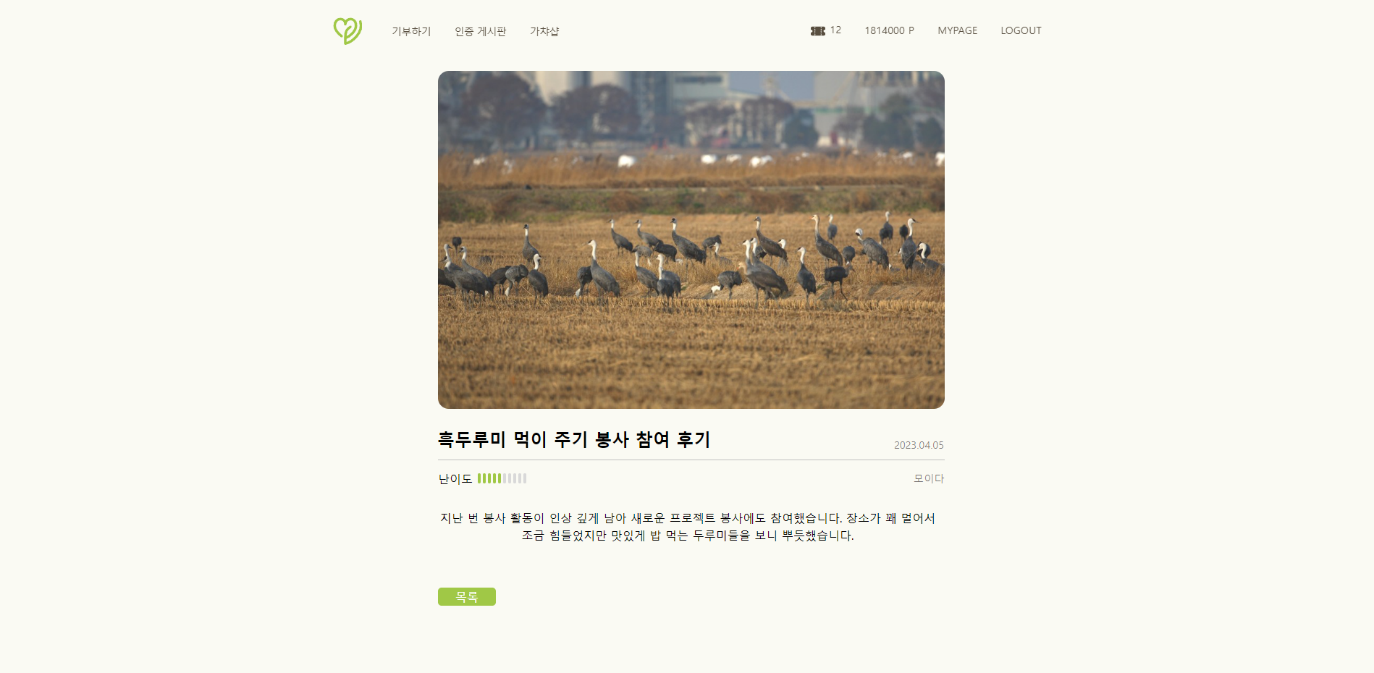 기부하기 인증 게시판 가챠샵 12 1814000 P MYPAGE LOGOUT
흑두루미 먹이 주기 봉사 참여 후기
2023.04.05
난이도 모이다
지난 번 봉사 활동이 인상 깊게 남아 새로운 프로젝트 봉사에도 참여했습니다. 장소가 꽤 멀어서
조금 힘들었지만 맛있게 밥 먹는 두루미들을 보니 뿌듯했습니다.
목록